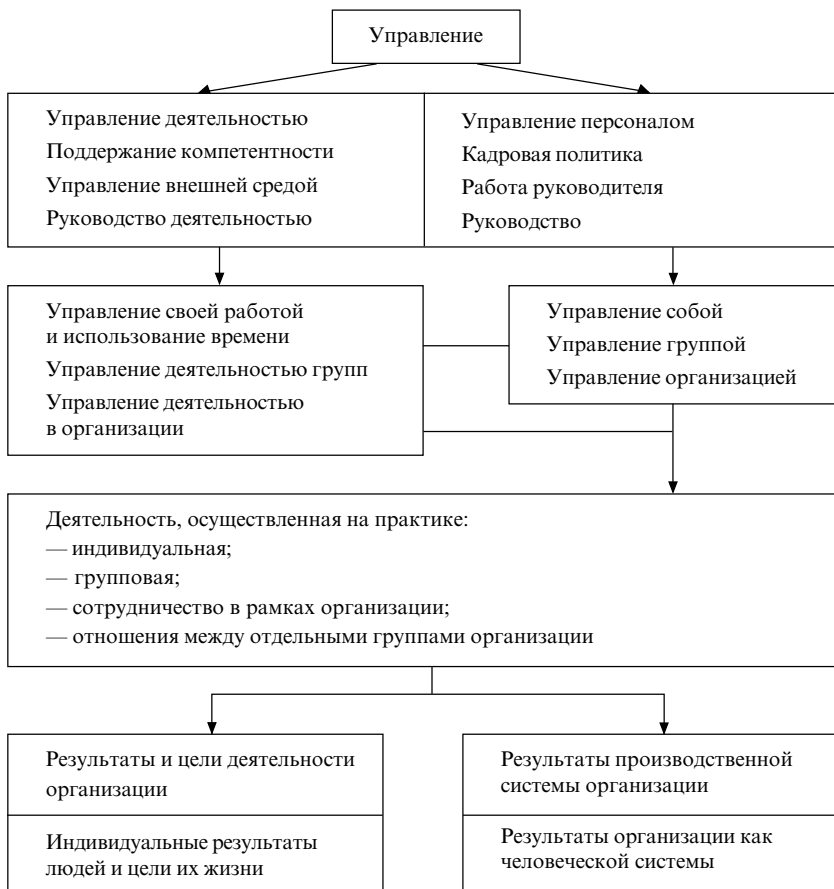 Управление
Управление деятельностью
Поддержание компетентности
Управление внешней средой
Руководство деятельностью
Управление персоналом
Кадровая политика
Работа руководителя
Руководство
Управление своей работой
и использование времени
Управление деятельностью групп
Управление деятельностью
в организации
Управление собой
Управление группой
Управление организацией
Деятельность, осуществленная на практике:
— индивидуальная;
— групповая;
— сотрудничество в рамках организации;
— отношения между отдельными группами организации
Результаты и цели деятельности
организации
Индивидуальные результаты
людей и цели их жизни
Результаты производственной
системы организации
Результаты организации как
человеческой системы